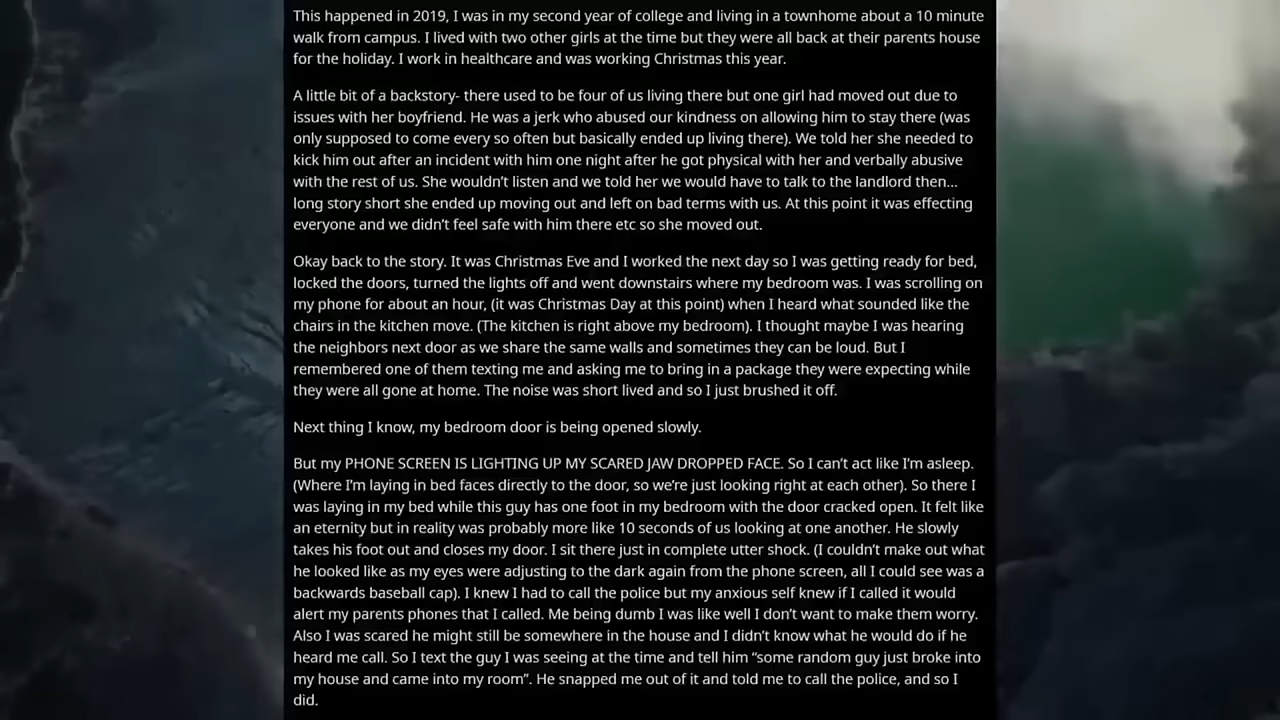 This happened in 2019, I was in my second year of college and living in a townhome about a 10 minute
walk from campus. I lived with two other girls at the time but they were all back at their parents house
for the holiday. I work in healthcare and was working Christmas this year.
A little bit of a backstory- there used to be four of us living there but one girl had moved out due to
issues with her boyfriend. He was a jerk who abused our kindness on allowing him to stay there (was
only supposed to come every so often but basically ended up living there). We told her she needed to
kick him out after an incident with him one night after he got physical with her and verbally abusive
with the rest of us. She wouldn't listen and we told her we would have to talk to the landlord then...
long story short she ended up moving out and left on bad terms with us. At this point it was effecting
everyone and we didn't feel safe with him there etc so she moved out.
Okay back to the story. It was Christmas Eve and I worked the next day so I was getting ready for bed,
locked the doors, turned the lights off and went downstairs where my bedroom was. I was scrolling on
my phone for about an hour, (it was Christmas Day at this point) when I heard what sounded like the
chairs in the kitchen move. (The kitchen is right above my bedroom). I thought maybe I was hearing
the neighbors next door as we share the same walls and sometimes they can be loud. But I
remembered one of them texting me and asking me to bring in a package they were expecting while
they were all gone at home. The noise was short lived and so I just brushed it off.
Next thing I know, my bedroom door is being opened slowly.
But my PHONE SCREEN IS LIGHTING UP MY SCARED JAW DROPPED FACE. So I can't act like I'm asleep.
(Where I'm laying in bed faces directly to the door, so we're just looking right at each other). So there I
was laying in my bed while this guy has one foot in my bedroom with the door cracked open. It felt like
an eternity but in reality was probably more like 10 seconds of us looking at one another. He slowly
takes his foot out and closes my door. I sit there just in complete utter shock. (I couldn't make out what
he looked like as my eyes were adjusting to the dark again from the phone screen, all I could see was a
backwards baseball cap). I knew I had to call the police but my anxious self knew if I called it would
alert my parents phones that I called. Me being dumb I was like well I don't want to make them worry.
Also I was scared he might still be somewhere in the house and I didn't know what he would do if he
heard me call. So I text the guy I was seeing at the time and tell him “some random guy just broke into
my house and came into my room”. He snapped me out of it and told me to call the police, and so I
did.